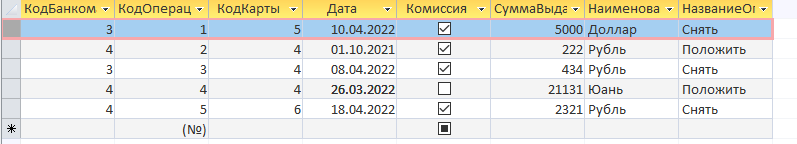 КодБанком КодОперац КодКарты Дата Комиссия СуммаВыда Наименова НазваниеОп
3 1 5 10.04.2022 5000 Доллар Снять
4 2 4 01.10.2021 222 Рубль Положить
3 3 4 08.04.2022 434 Рубль Снять
4 4 4 26.03.2022 21131 Юань Положить
4 5 6 18.04.2022 2321 Рубль Снять
(№)